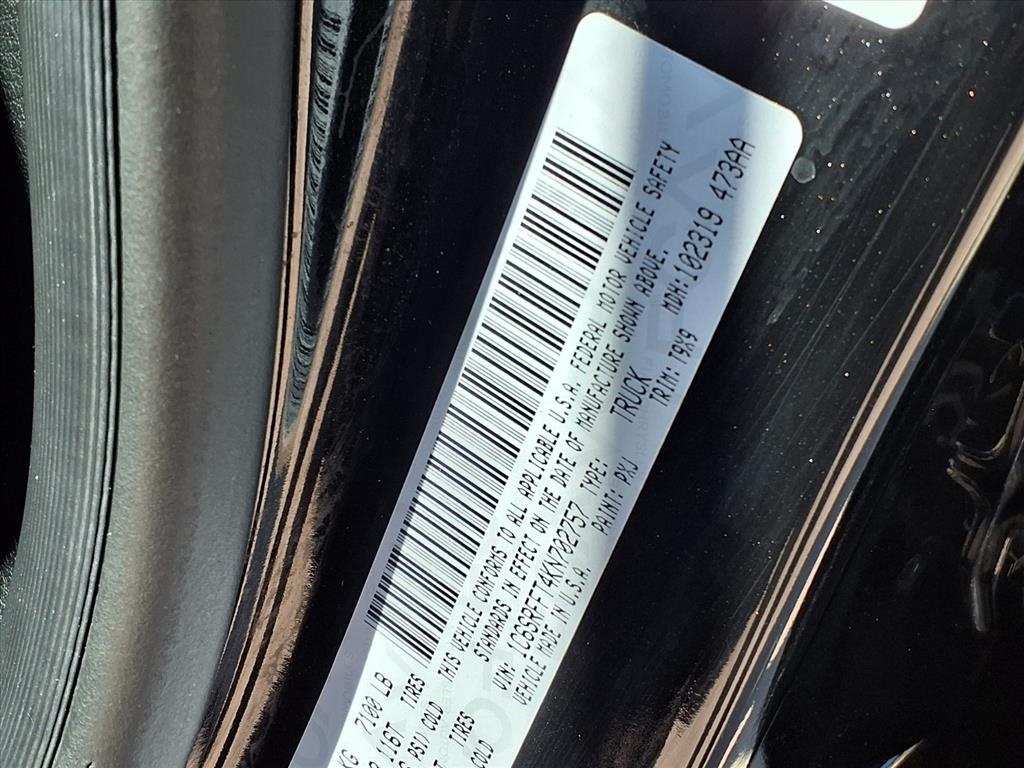 KG 7100 LB
116T TIRES
PSI) COLD
T TIRES
COLD
THIS VEHICLE CONFORMS TO ALL APPLICABLE U.S.A. FEDERAL MOTOR VEHICLE SAFETY
STANDARDS IN EFFECT ON THE DATE OF MANUFACTURE SHOWN ABOVE.
VIN: 1C6SRFFT4KN702757 TYPE: TRUCK
VEHICLE MADE IN U.S.A. PAINT: PXJ TRIM: T9X9 MDH: 102319 473AA